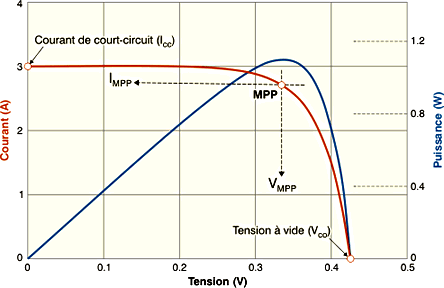 4
Courant de court-circuit (Icc)
1.2
3
IMPP
MPP
Courant (A)
2
0.8
Puissance (W)
VMPP
1
0.4
Tension à vide (Vco)
0
0
0
0.1
0.2
0.3
0.4
0.5
Tension (V)